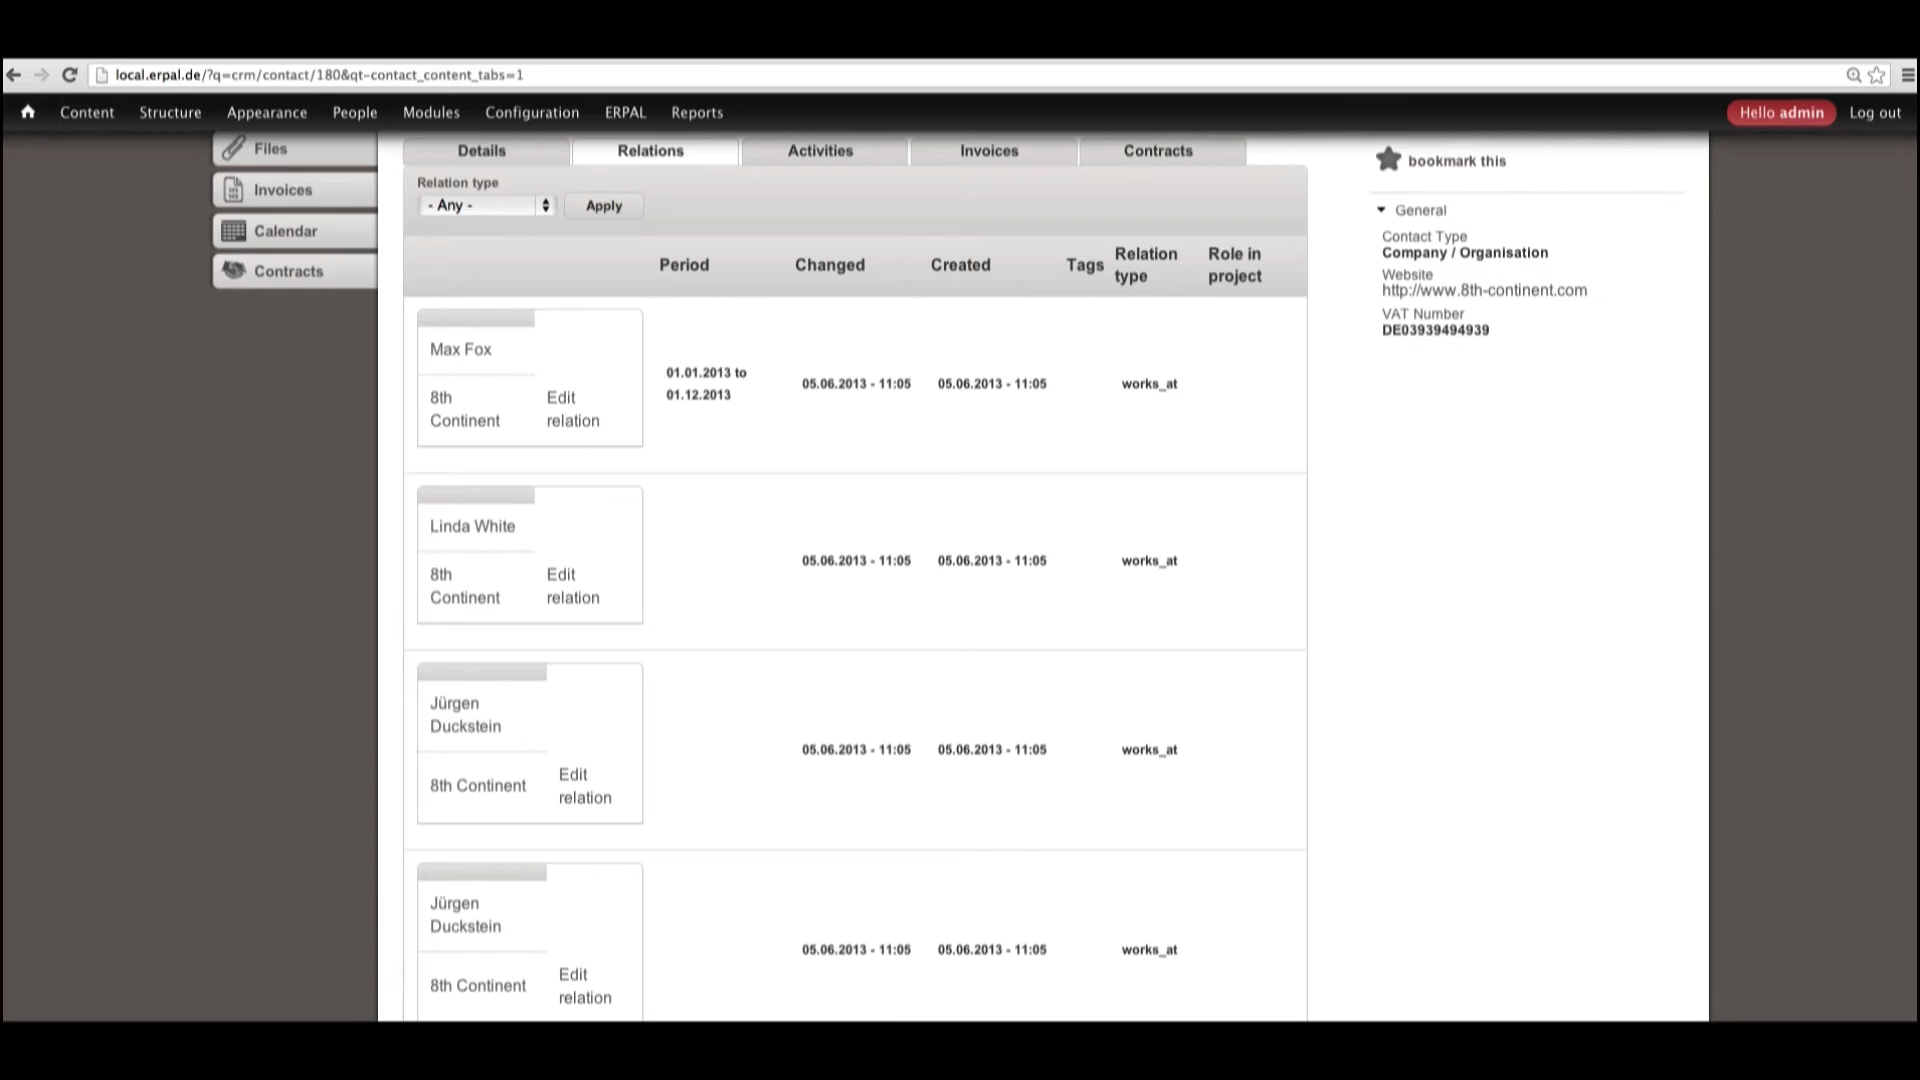 local.erpal.de/?q=crm/contact/180&qt-contact_content_tabs=1
Content Structure Appearance People Modules Configuration ERPAL Reports Hello admin Log out
Files
Invoices
Calendar
Contracts
Details Relations Activities Invoices Contracts
Relation type
- Any - Apply
Period Changed Created Tags Relation type Role in project
Max Fox
8th
Continent
Edit
relation
01.01.2013 to
01.12.2013
05.06.2013 - 11:05 05.06.2013 - 11:05 works_at
Linda White
8th
Continent
Edit
relation
05.06.2013 - 11:05 05.06.2013 - 11:05 works_at
Jürgen
Duckstein
8th Continent
Edit
relation
05.06.2013 - 11:05 05.06.2013 - 11:05 works_at
Jürgen
Duckstein
8th Continent
Edit
relation
05.06.2013 - 11:05 05.06.2013 - 11:05 works_at
bookmark this
General
Contact Type
Company / Organisation
Website
http://www.8th-continent.com
VAT Number
DE03939494939